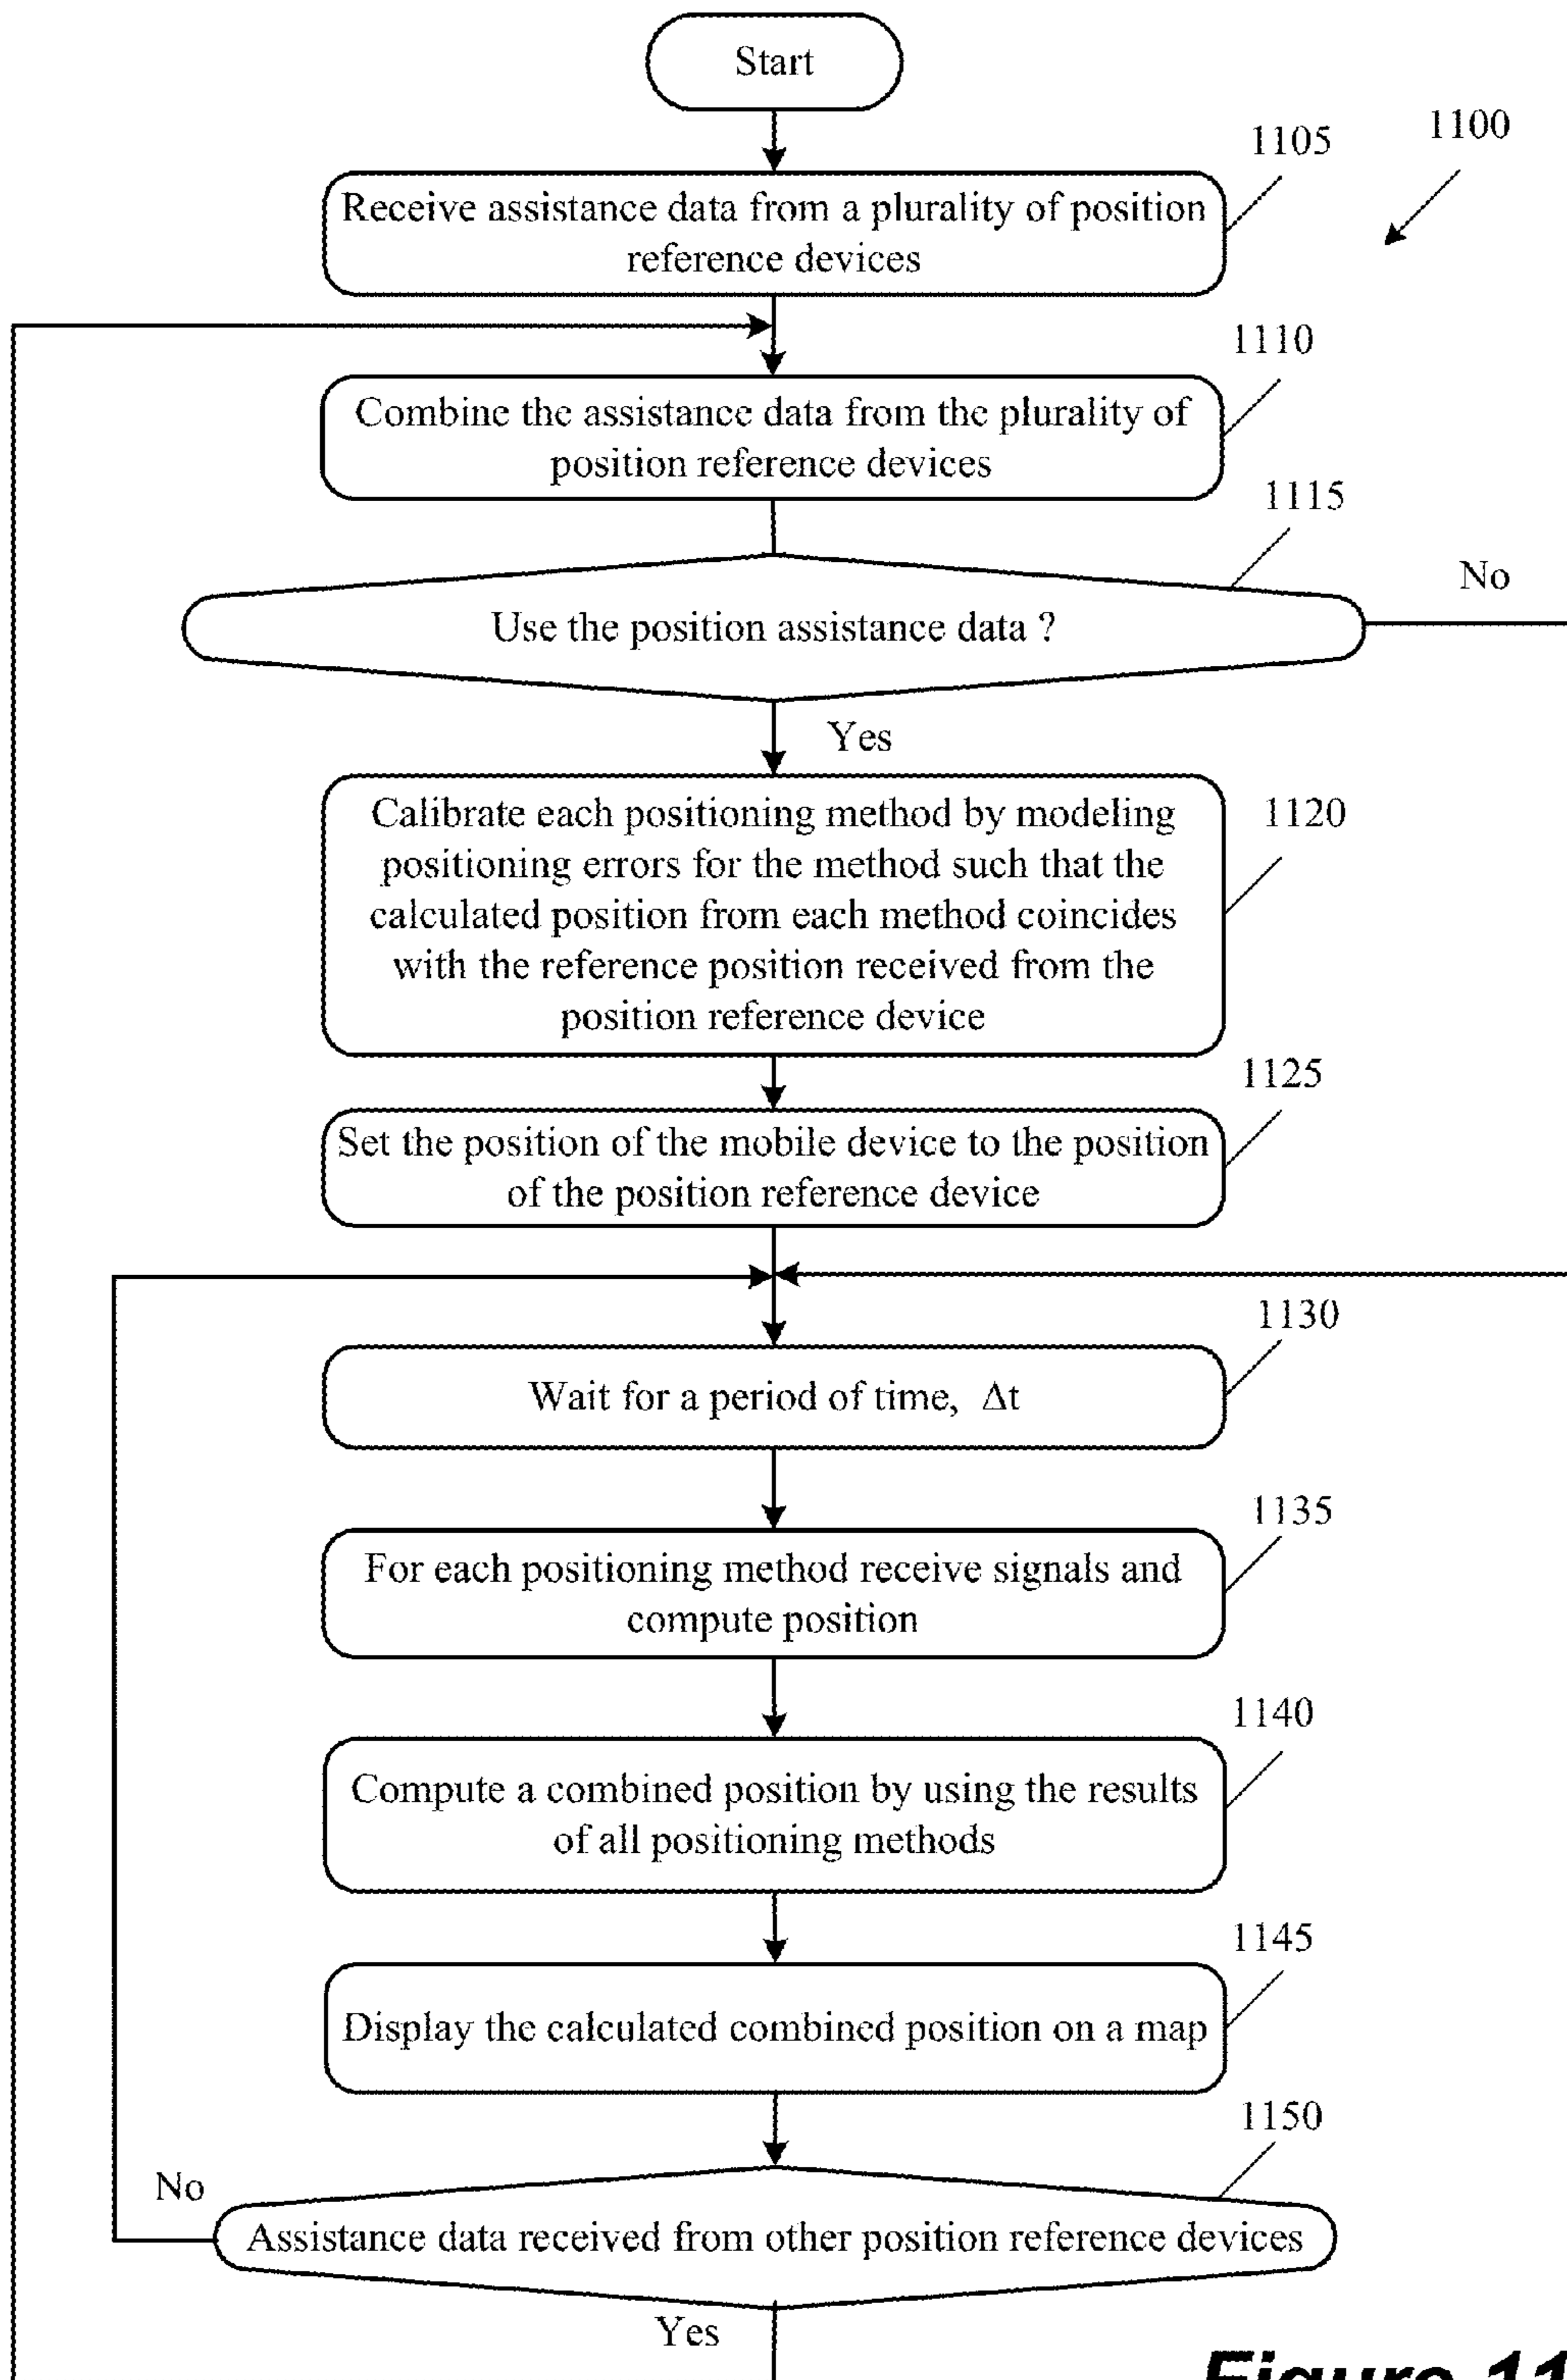 Start
1100
1105
Receive assistance data from a plurality of position
reference devices
1110
Combine the assistance data from the plurality of
position reference devices
1115
No
Use the position assistance data ?
Yes
1120
Calibrate each positioning method by modeling
positioning errors for the method such that the
calculated position from each method coincides
with the reference position received from the
position reference device
1125
Set the position of the mobile device to the position
of the position reference device
1130
Wait for a period of time, Δt
1135
For each positioning method receive signals and
compute position
1140
Compute a combined position by using the results
of all positioning methods
1145
Display the calculated combined position on a map
1150
No
Assistance data received from other position reference devices
Yes
Figure 11